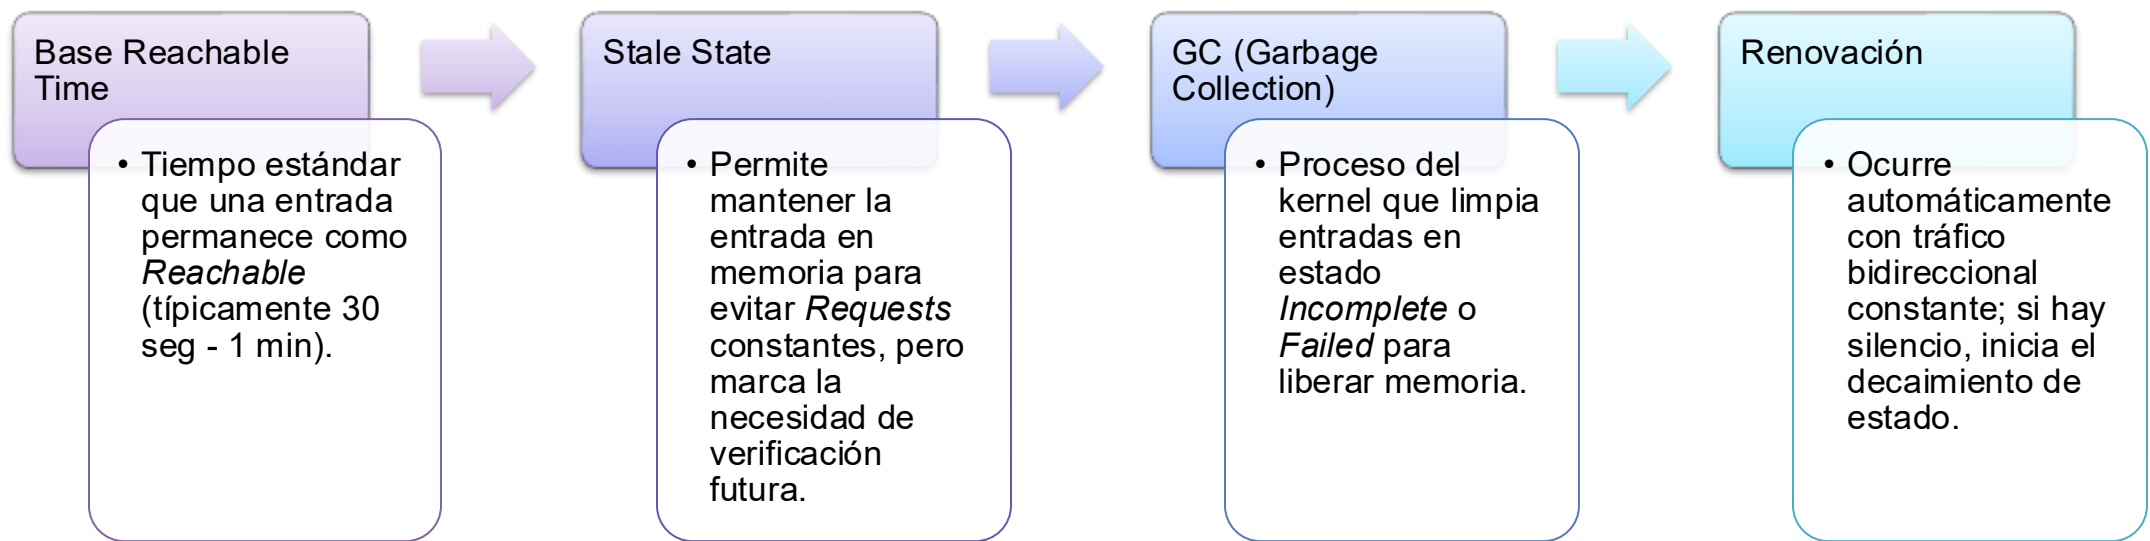 Base Reachable
Time
• Tiempo estándar
que una entrada
permanece como
Reachable
(típicamente 30
seg - 1 min).
Stale State
• Permite
mantener la
entrada en
memoria para
evitar Requests
constantes, pero
marca la
necesidad de
verificación
futura.
GC (Garbage
Collection)
• Proceso del
kernel que limpia
entradas en
estado
Incomplete o
Failed para
liberar memoria.
Renovación
• Ocurre
automáticamente
con tráfico
bidireccional
constante; si hay
silencio, inicia el
decaimiento de
estado.